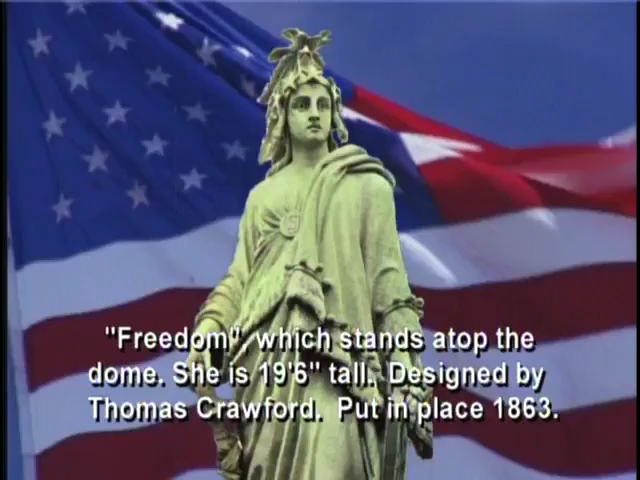 "Freedom", which stands atop the
dome. She is 19'6" tall. Designed by
Thomas Crawford. Put in place 1863.